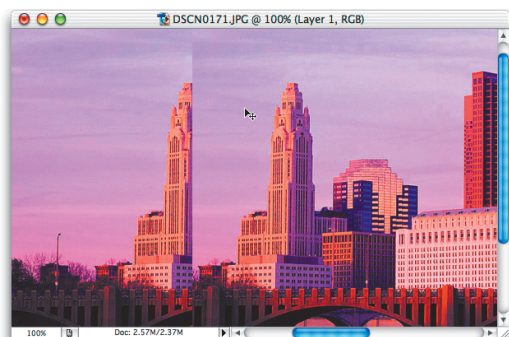 DSCN0171.JPG @ 100% (Layer 1, RGB)
100% Doc: 2.57M/2.37M